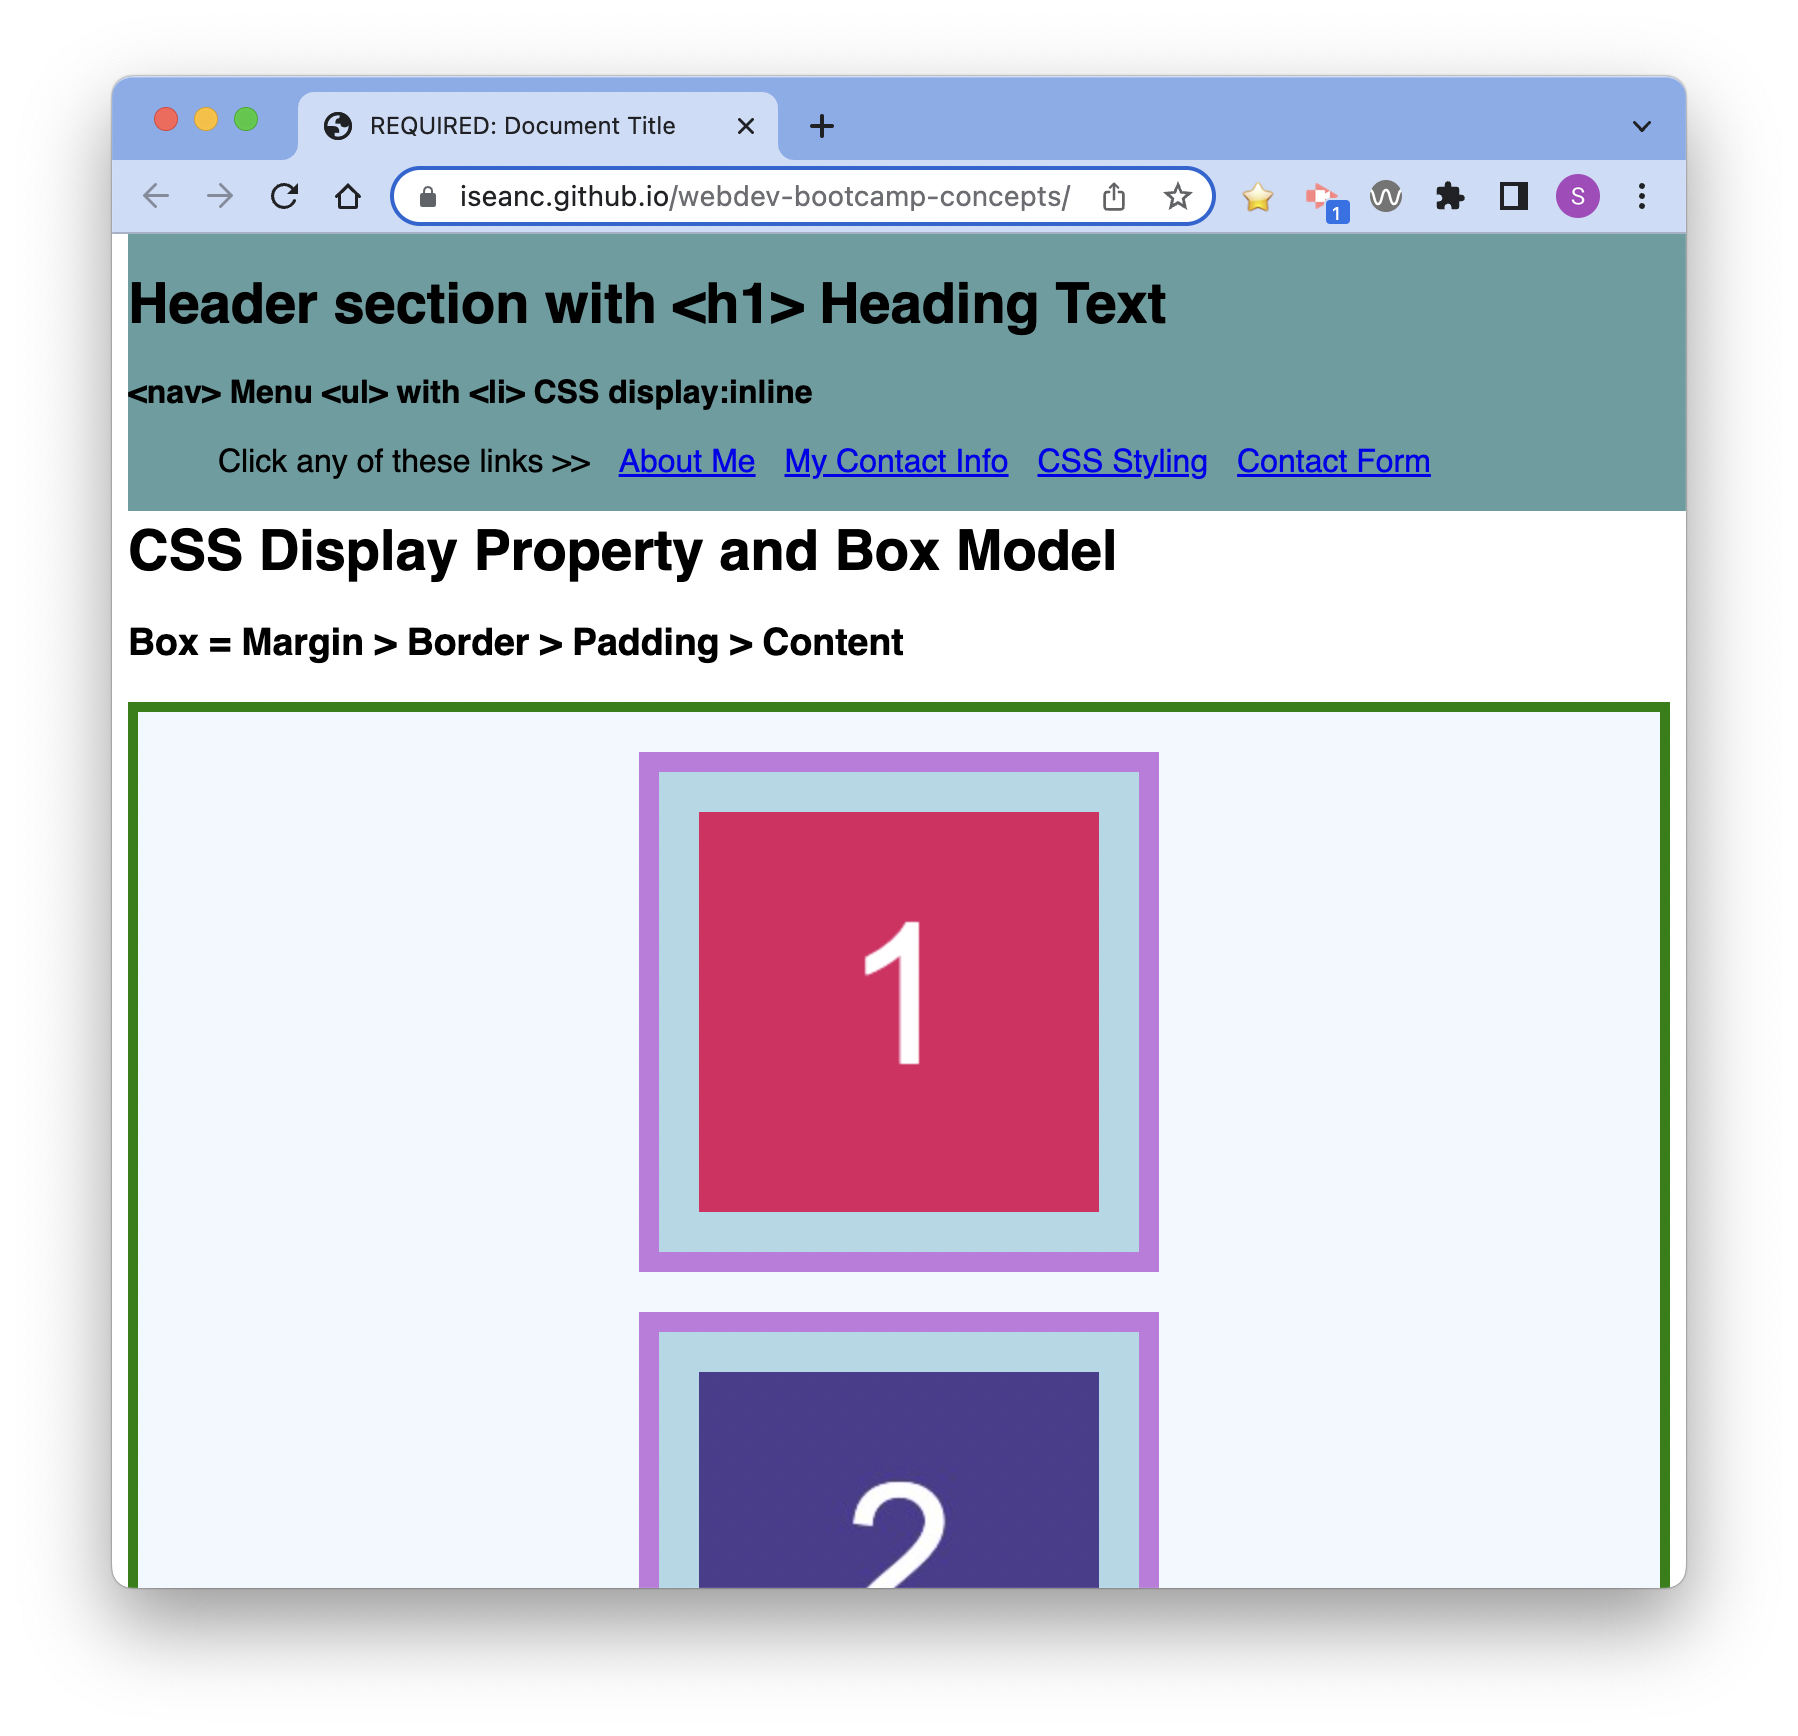 REQUIRED: Document Title
iseanc.github.io/webdev-bootcamp-concepts/
1
S
Header section with <h1> Heading Text
<nav> Menu <ul> with <li> CSS display:inline
Click any of these links >> About Me My Contact Info CSS Styling Contact Form
CSS Display Property and Box Model
Box = Margin > Border > Padding > Content
1
2